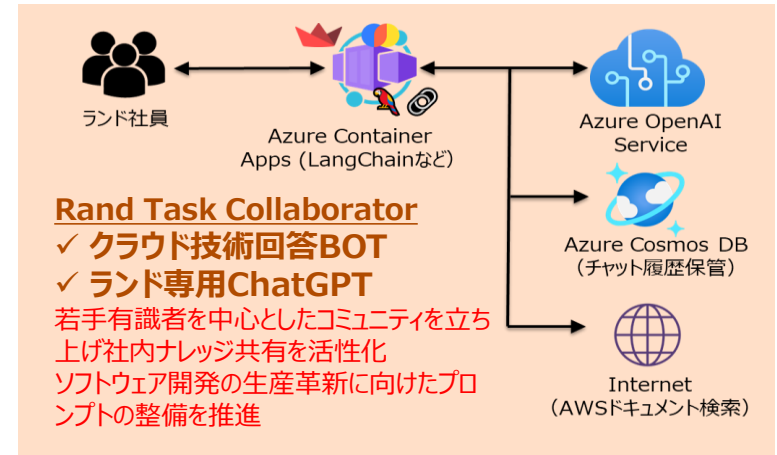 ランド社員
Azure Container
Apps (LangChainなど)
Azure OpenAI
Service
Azure Cosmos DB
(チャット履歴保管)
Internet
(AWSドキュメント検索)
Rand Task Collaborator
✓ クラウド技術回答BOT
✓ ランド専用ChatGPT
若手有識者を中心としたコミュニティを立ち
上げ社内ナレッジ共有を活性化
ソフトウェア開発の生産革新に向けたプロ
ンプトの整備を推進